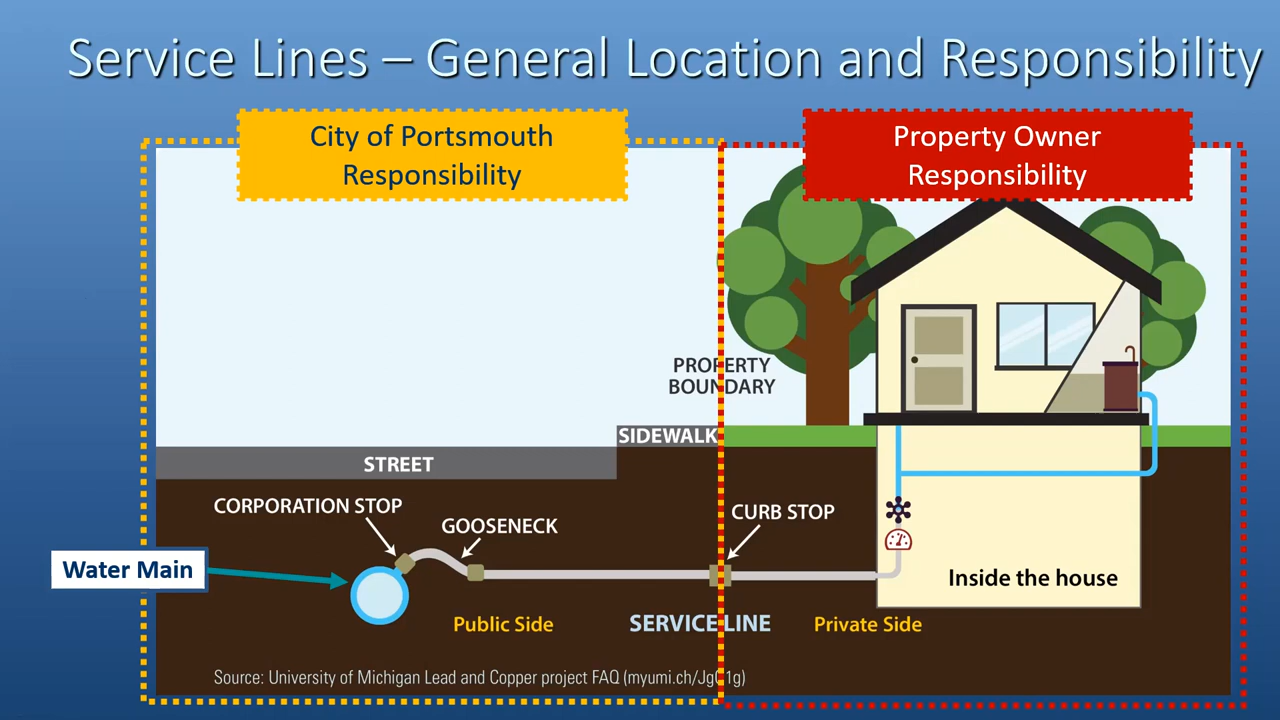 Service Lines – General Location and Responsibility
City of Portsmouth
Responsibility
Property Owner
Responsibility
PROPERTY
BOUNDARY
SIDEWALK
STREET
CORPORATION STOP
GOOSENECK
CURB STOP
Water Main
Inside the house
Public Side
SERVICE LINE
Private Side
Source: University of Michigan Lead and Copper project FAQ